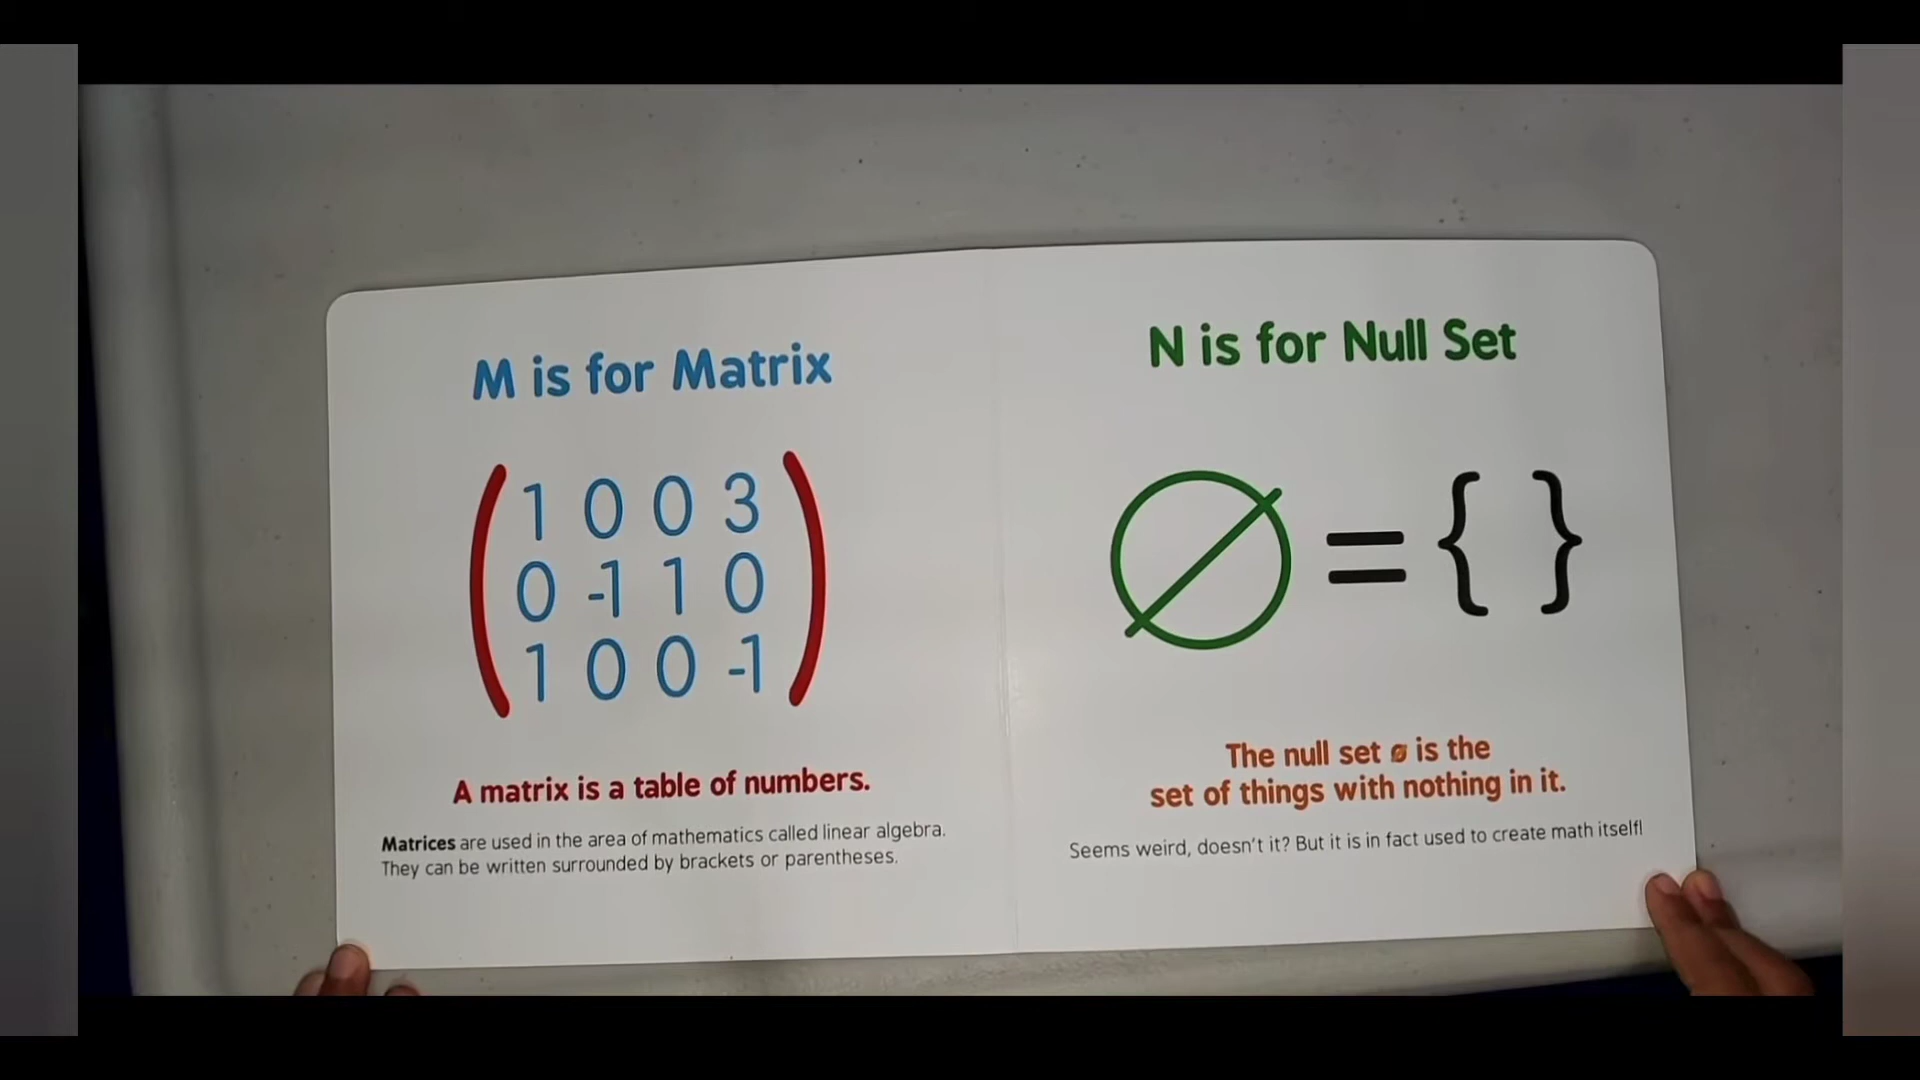 M is for Matrix
1 0 0 3
0 -1 1 0
1 0 0 -1
A matrix is a table of numbers.
Matrices are used in the area of mathematics called linear algebra.
They can be written surrounded by brackets or parentheses.
N is for Null Set
∅ = { }
The null set ø is the
set of things with nothing in it.
Seems weird, doesn't it? But it is in fact used to create math itself!